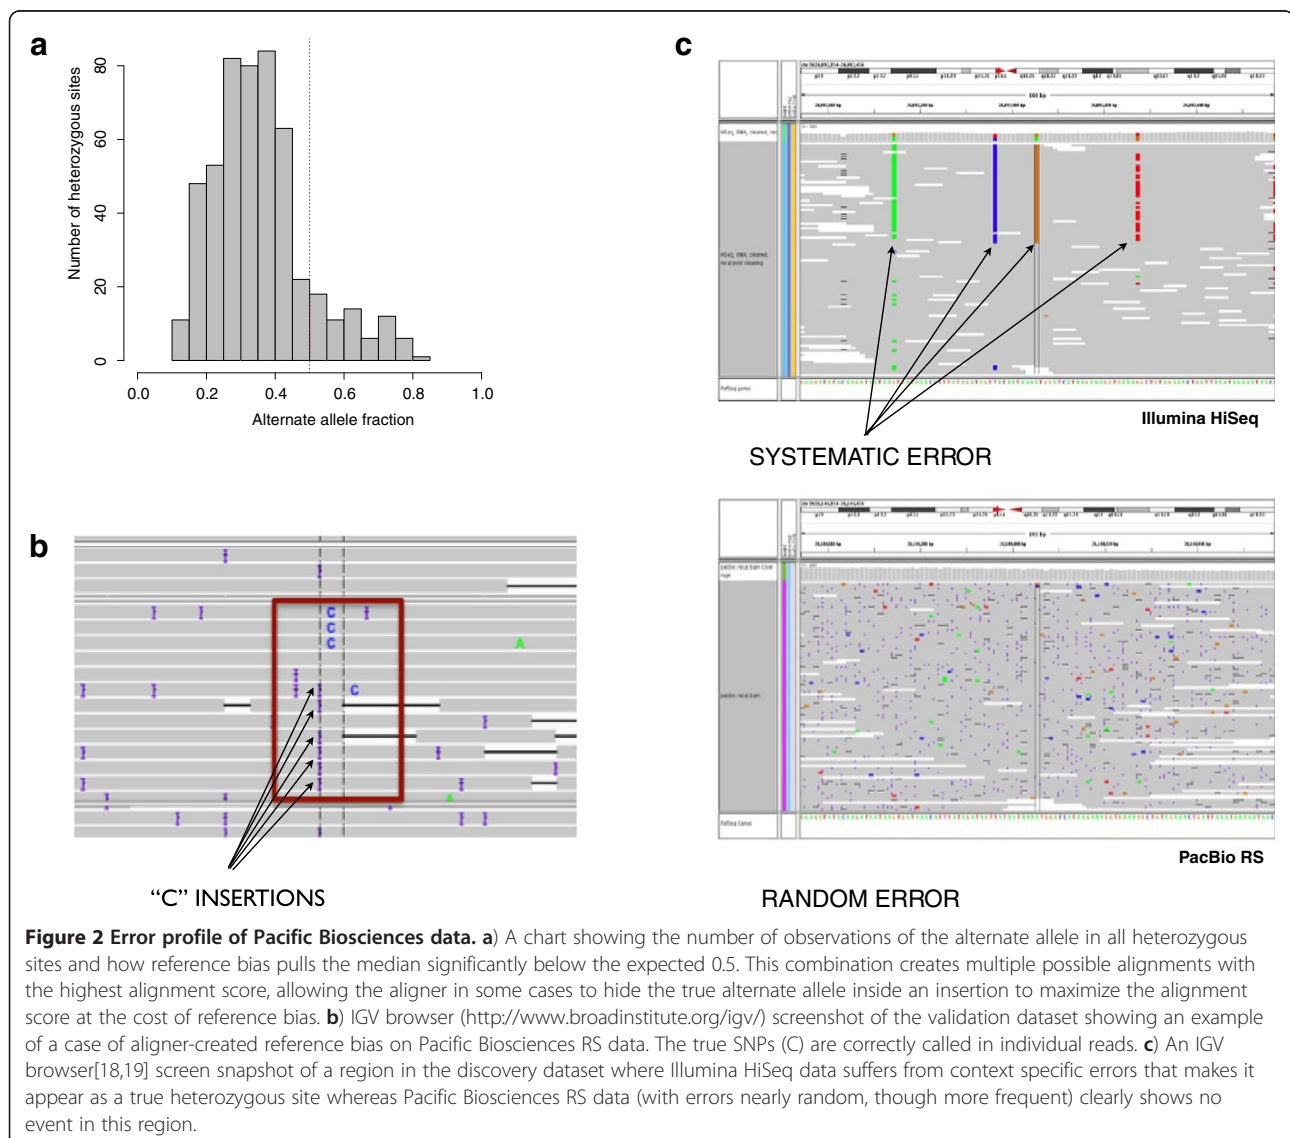 a
Number of heterozygous sites
80
60
40
20
0
0.0 0.2 0.4 0.6 0.8 1.0
Alternate allele fraction
b
C
C
C
A
C
A
“C” INSERTIONS
c
Illumina HiSeq
SYSTEMATIC ERROR
RANDOM ERROR
PacBio RS
Figure 2 Error profile of Pacific Biosciences data. a) A chart showing the number of observations of the alternate allele in all heterozygous
sites and how reference bias pulls the median significantly below the expected 0.5. This combination creates multiple possible alignments with
the highest alignment score, allowing the aligner in some cases to hide the true alternate allele inside an insertion to maximize the alignment
score at the cost of reference bias. b) IGV browser (http://www.broadinstitute.org/igv/) screenshot of the validation dataset showing an example
of a case of aligner-created reference bias on Pacific Biosciences RS data. The true SNPs (C) are correctly called in individual reads. c) An IGV
browser[18,19] screen snapshot of a region in the discovery dataset where Illumina HiSeq data suffers from context specific errors that makes it
appear as a true heterozygous site whereas Pacific Biosciences RS data (with errors nearly random, though more frequent) clearly shows no
event in this region.